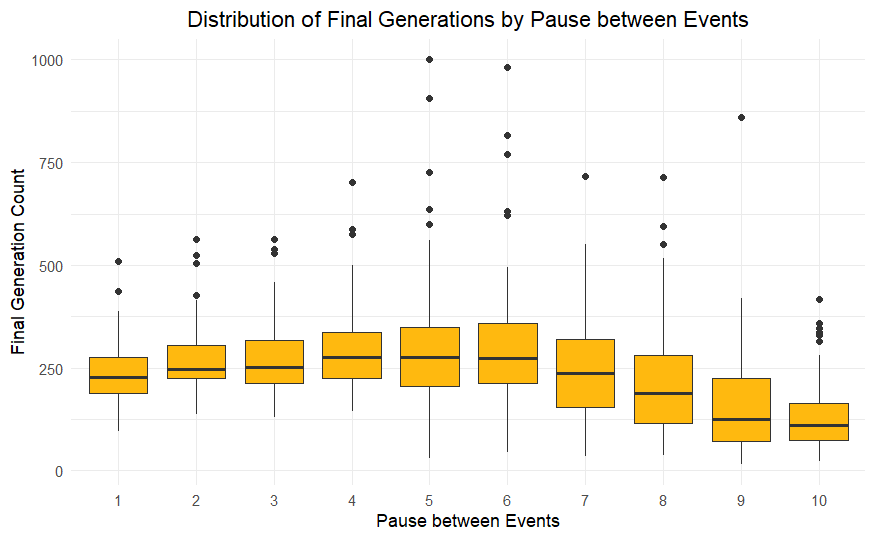 Distribution of Final Generations by Pause between Events
Final Generation Count
1000
750
500
250
0
1 2 3 4 5 6 7 8 9 10
Pause between Events